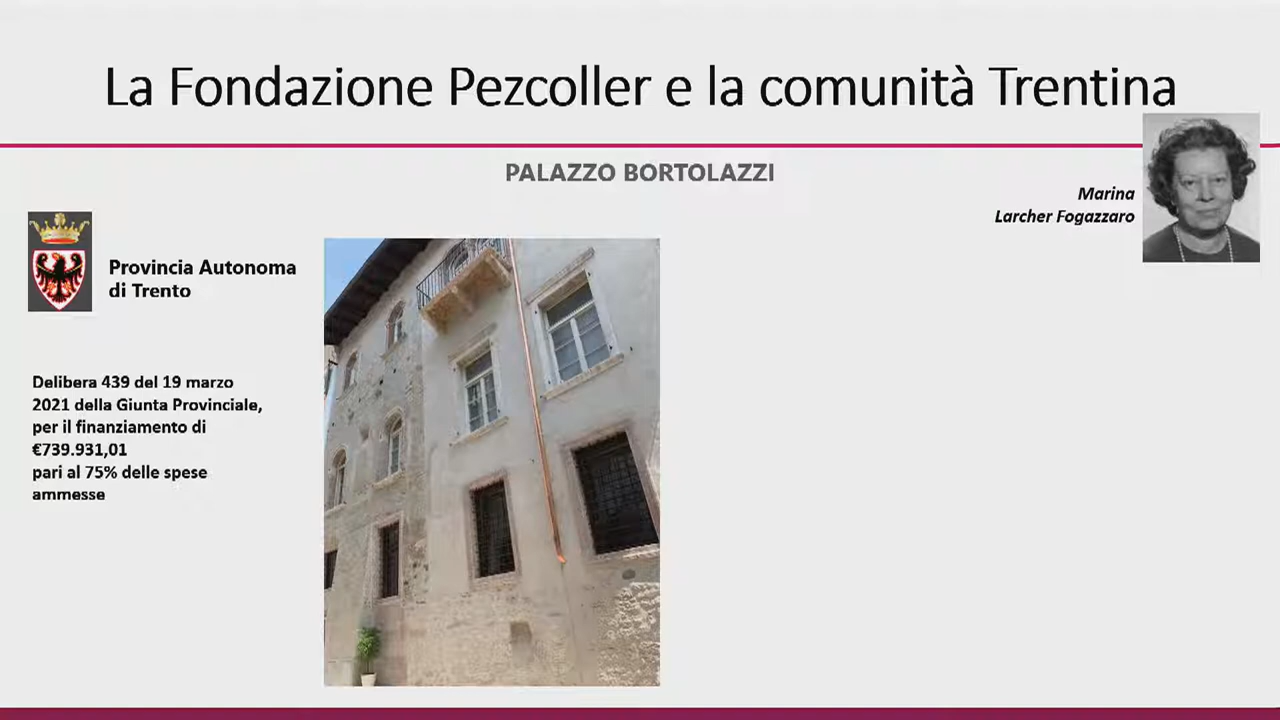 La Fondazione Pezcoller e la comunità Trentina
PALAZZO BORTOLAZZI
Marina
Larcher Fogazzaro
Provincia Autonoma
di Trento
Delibera 439 del 19 marzo
2021 della Giunta Provinciale,
per il finanziamento di
€739.931,01
pari al 75% delle spese
ammesse